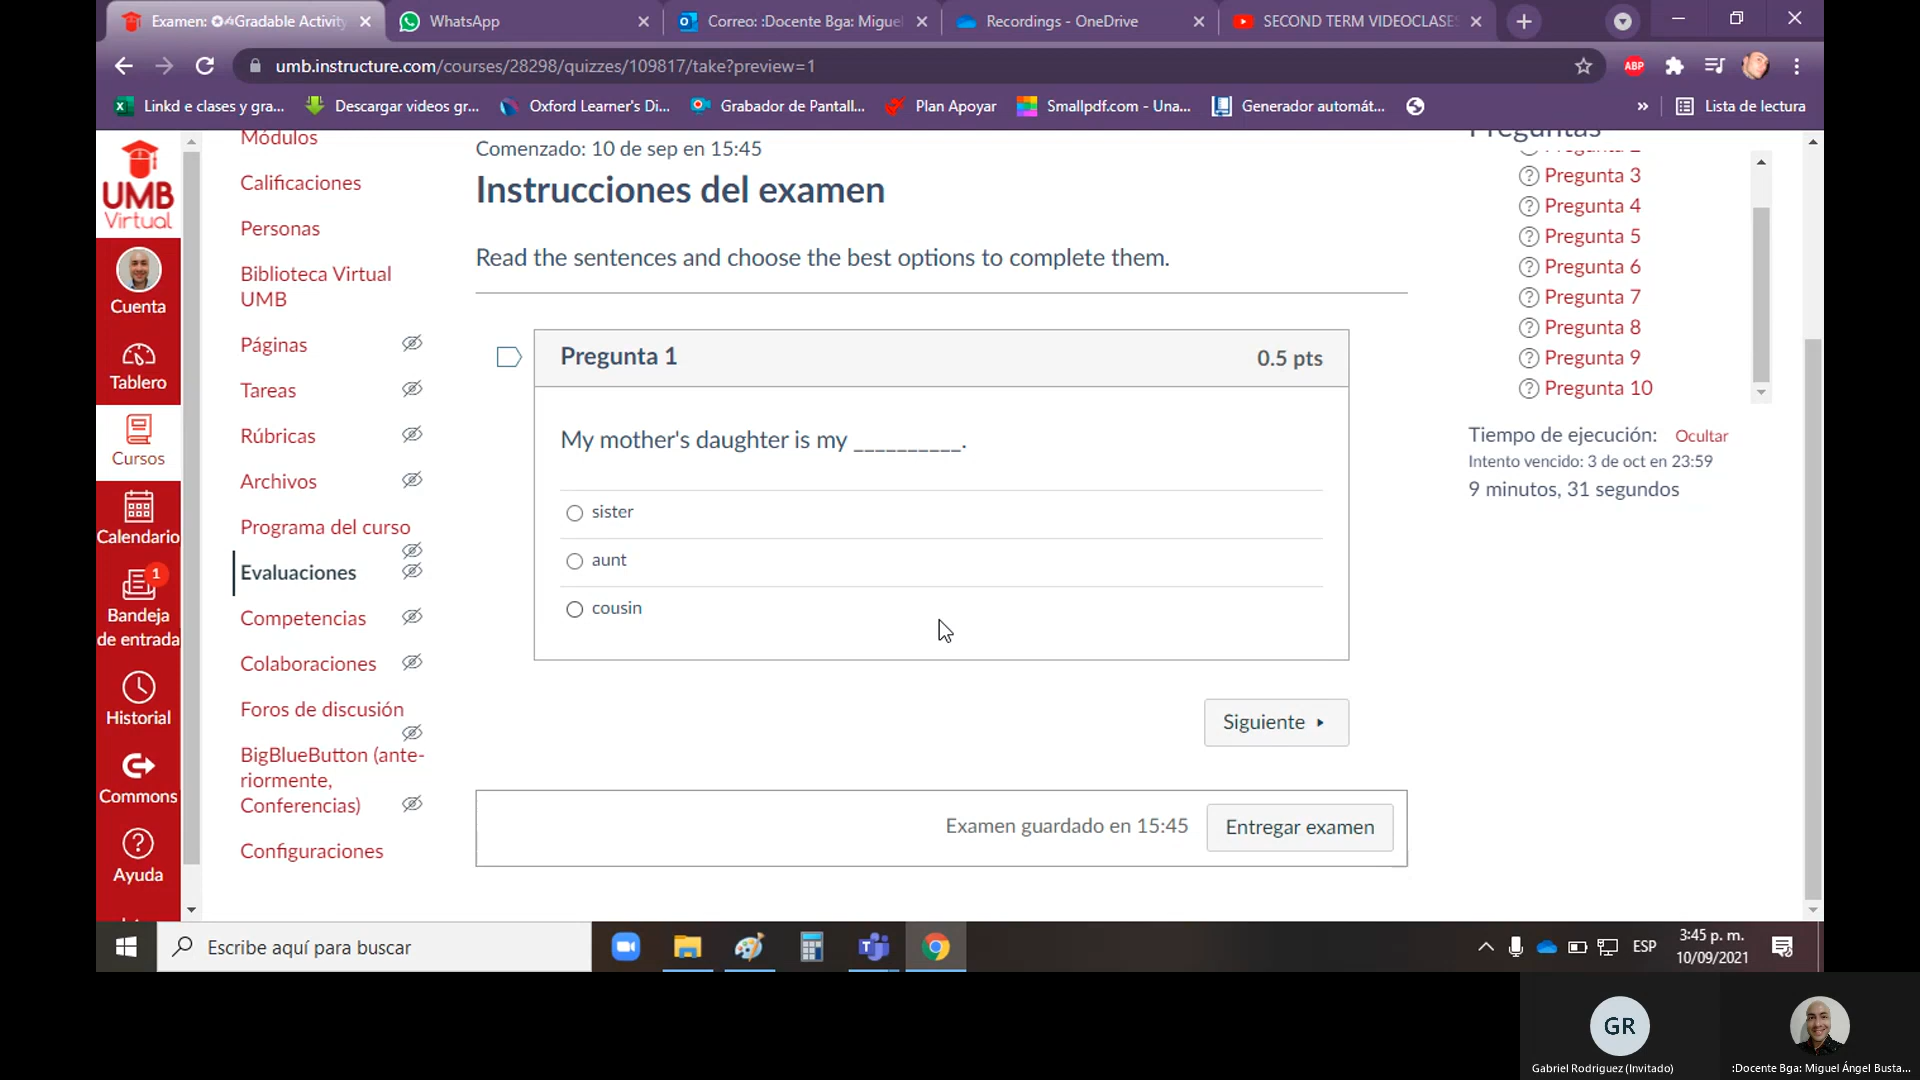 Examen: ✪✍Gradable Activity
WhatsApp
Correo: :Docente Bga: Miguel
Recordings - OneDrive
SECOND TERM VIDEOCLASES
umb.instructure.com/courses/28298/quizzes/109817/take?preview=1
ABP
Linkd e clases y gra...
Descargar videos gr...
Oxford Learner's Di...
Grabador de Pantall...
Plan Apoyar
Smallpdf.com - Una...
Generador automát...
»
Lista de lectura
UMB
Virtual
Cuenta
Tablero
Cursos
Calendario
1
Bandeja
de entrada
Historial
Commons
Ayuda
Módulos
Calificaciones
Personas
Biblioteca Virtual
UMB
Páginas
Tareas
Rúbricas
Archivos
Programa del curso
Evaluaciones
Competencias
Colaboraciones
Foros de discusión
BigBlueButton (ante-
riormente,
Conferencias)
Configuraciones
Comenzado: 10 de sep en 15:45
Instrucciones del examen
Read the sentences and choose the best options to complete them.
Pregunta 1
0.5 pts
My mother's daughter is my __________.
sister
aunt
cousin
Siguiente ▸
Examen guardado en 15:45
Entregar examen
Preguntas
Pregunta 2
Pregunta 3
Pregunta 4
Pregunta 5
Pregunta 6
Pregunta 7
Pregunta 8
Pregunta 9
Pregunta 10
Tiempo de ejecución: Ocultar
Intento vencido: 3 de oct en 23:59
9 minutos, 31 segundos
Escribe aquí para buscar
ESP
3:45 p. m.
10/09/2021
GR
Gabriel Rodriguez (Invitado)
:Docente Bga: Miguel Ángel Busta...